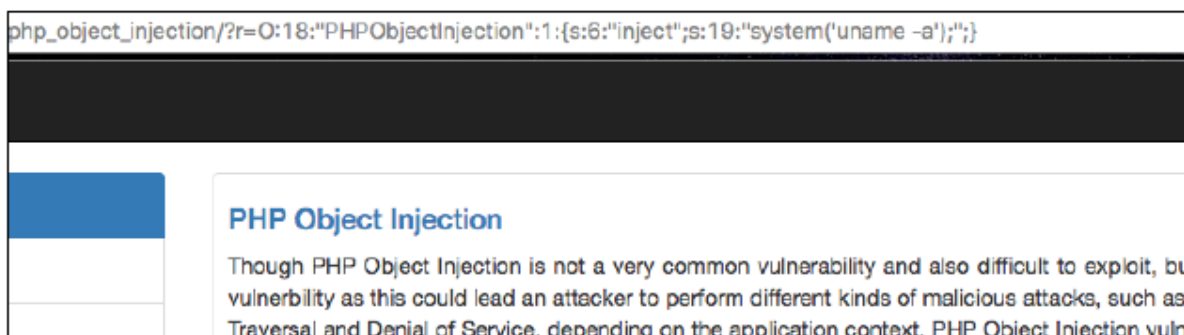 php_object_injection/?r=O:18:"PHPObjectInjection":1:{s:6:"inject";s:19:"system('uname -a');";}
PHP Object Injection
Though PHP Object Injection is not a very common vulnerability and also difficult to exploit, bu
vulnerbility as this could lead an attacker to perform different kinds of malicious attacks, such as
Traversal and Denial of Service, depending on the application context. PHP Object Injection vuln